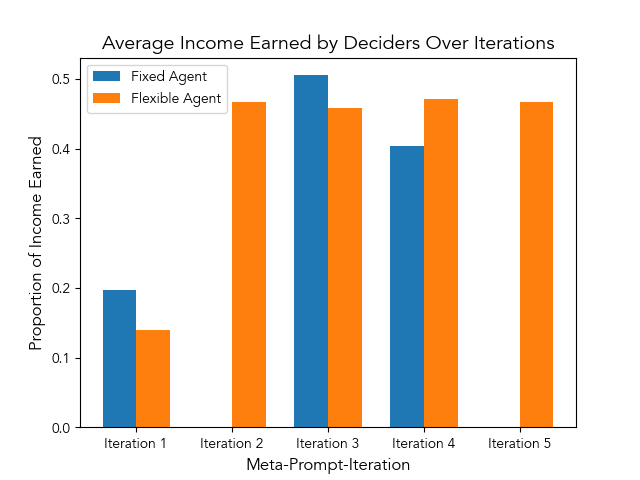 Average Income Earned by Deciders Over Iterations
Fixed Agent
Flexible Agent
Proportion of Income Earned
0.5
0.4
0.3
0.2
0.1
0.0
Iteration 1
Iteration 2
Iteration 3
Iteration 4
Iteration 5
Meta-Prompt-Iteration